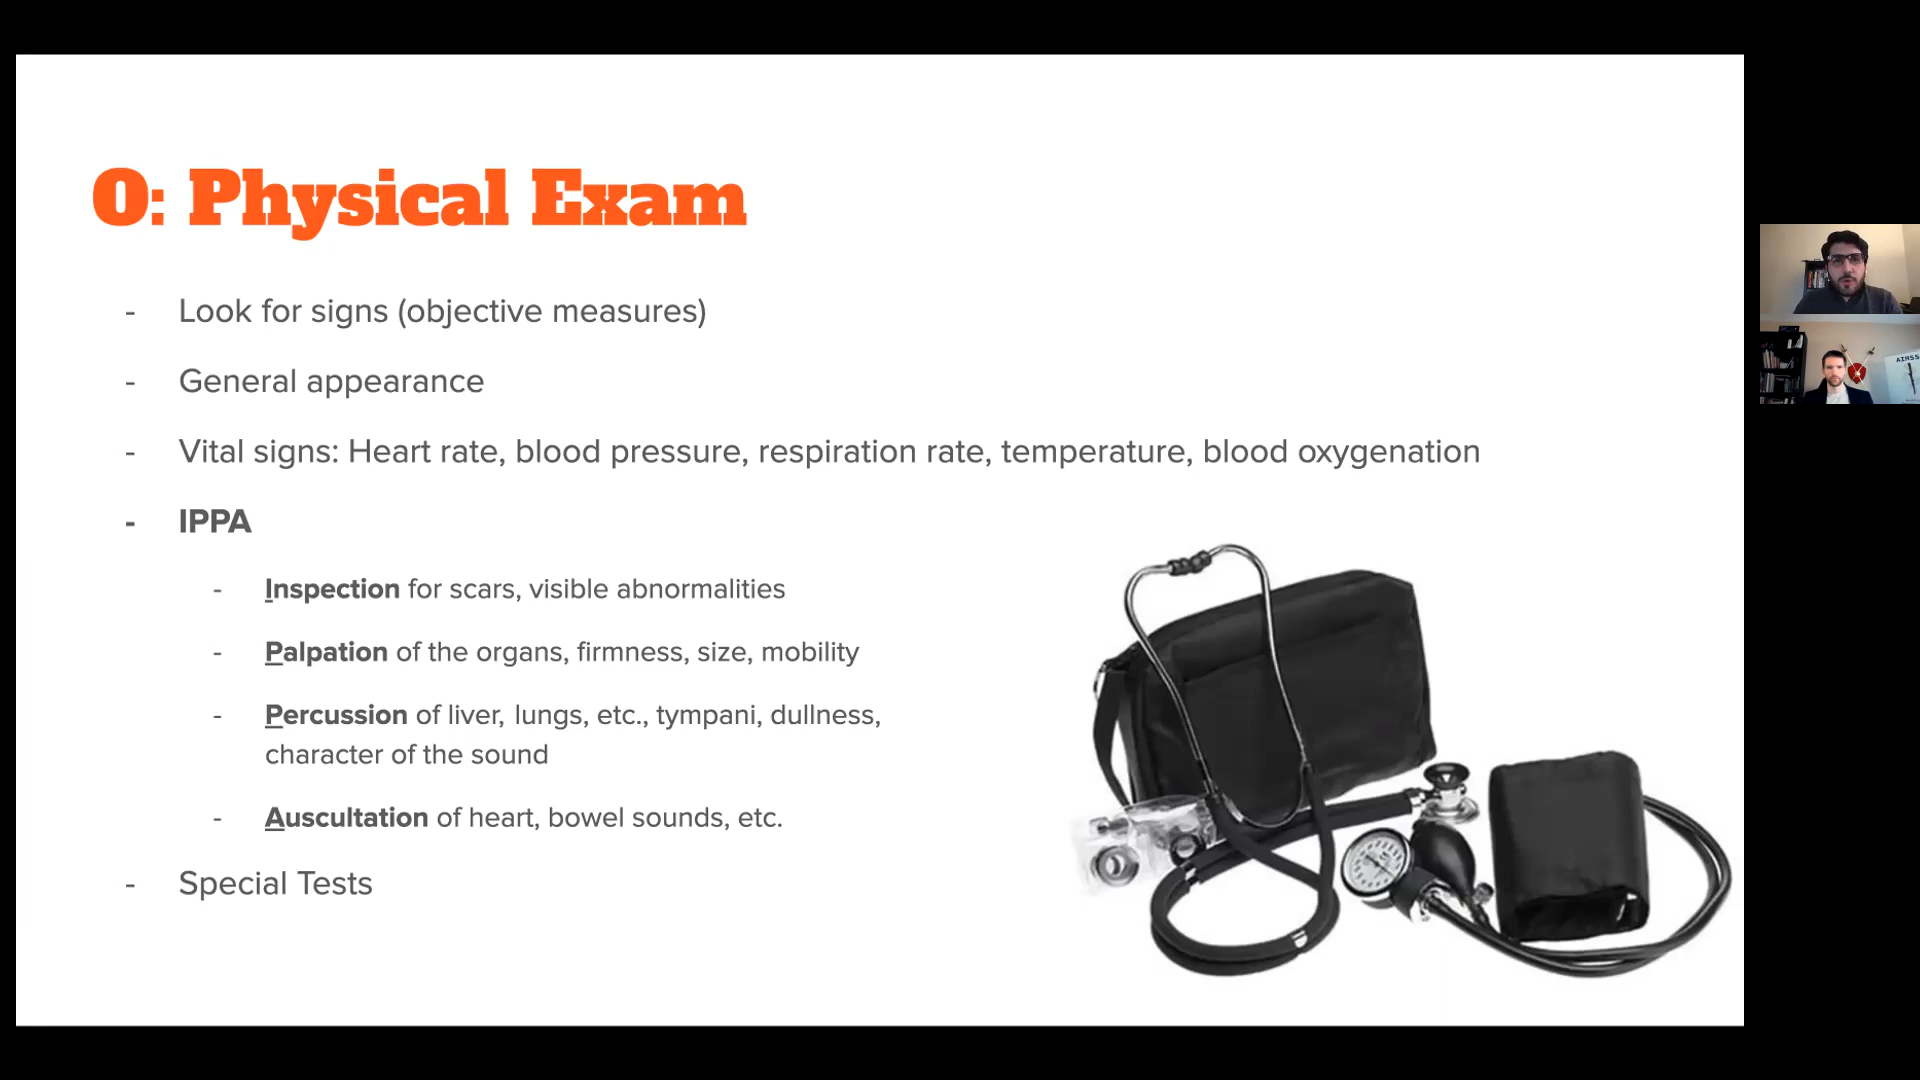 O: Physical Exam
- Look for signs (objective measures)
- General appearance
- Vital signs: Heart rate, blood pressure, respiration rate, temperature, blood oxygenation
- IPPA
- Inspection for scars, visible abnormalities
- Palpation of the organs, firmness, size, mobility
- Percussion of liver, lungs, etc., tympani, dullness,
character of the sound
- Auscultation of heart, bowel sounds, etc.
- Special Tests
AIMSS